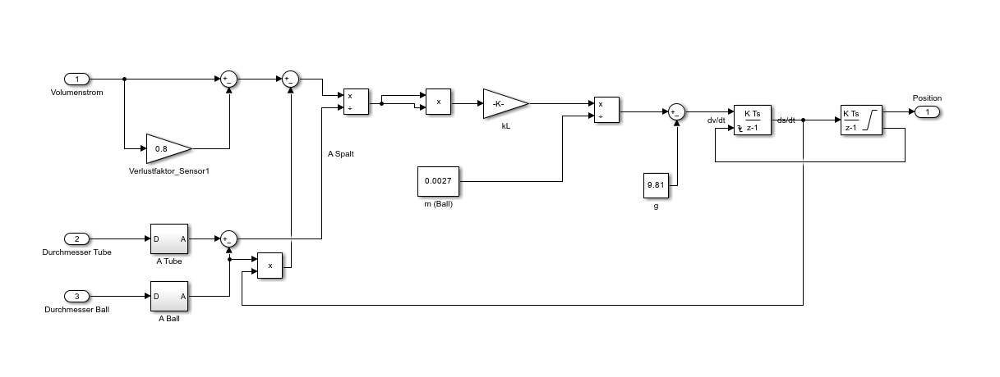 1
Volumenstrom
+
−
+
−
0.8
Verlustfaktor_Sensor1
x
÷
x
-K-
kL
x
÷
+
−
dv/dt
K Ts
z-1
ds/dt
K Ts
z-1
Position
1
A Spalt
0.0027
m (Ball)
9.81
g
2
Durchmesser Tube
D A
A Tube
+
−
x
3
Durchmesser Ball
D A
A Ball